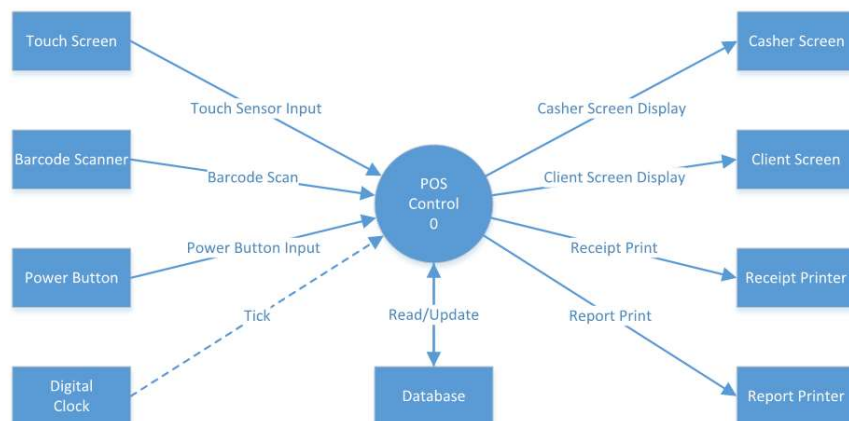 Touch Screen
Casher Screen
Touch Sensor Input
Casher Screen Display
Barcode Scanner
Barcode Scan
POS
Control
0
Client Screen Display
Client Screen
Power Button
Power Button Input
Receipt Print
Receipt Printer
Tick
Read/Update
Report Print
Digital
Clock
Database
Report Printer